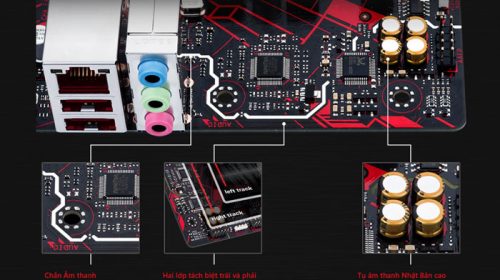 left track
right track
Chắn Âm thanh
Hai lớp tách biệt trái và phải
Tụ âm thanh Nhật Bản cao